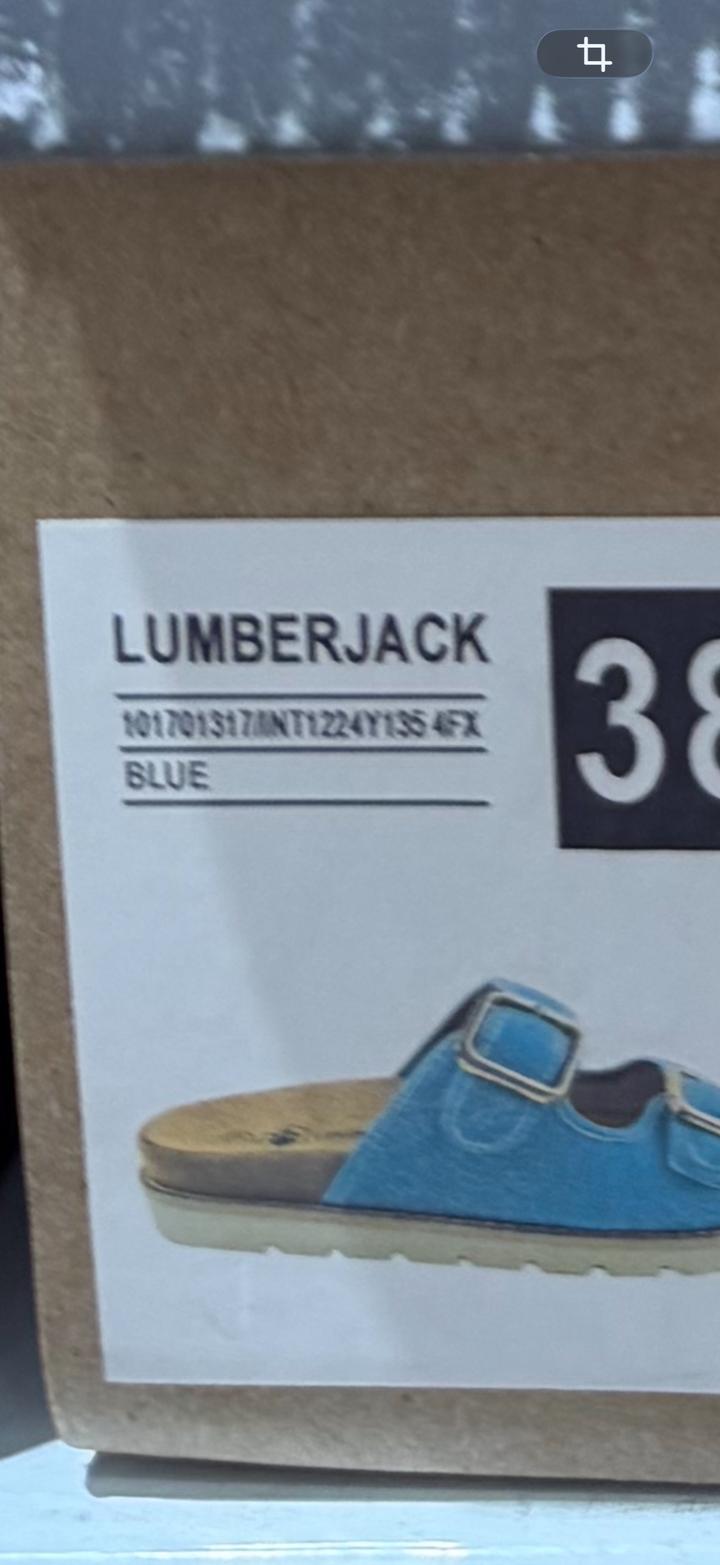 LUMBERJACK
38
101701317/INT1224Y135 4FX
BLUE